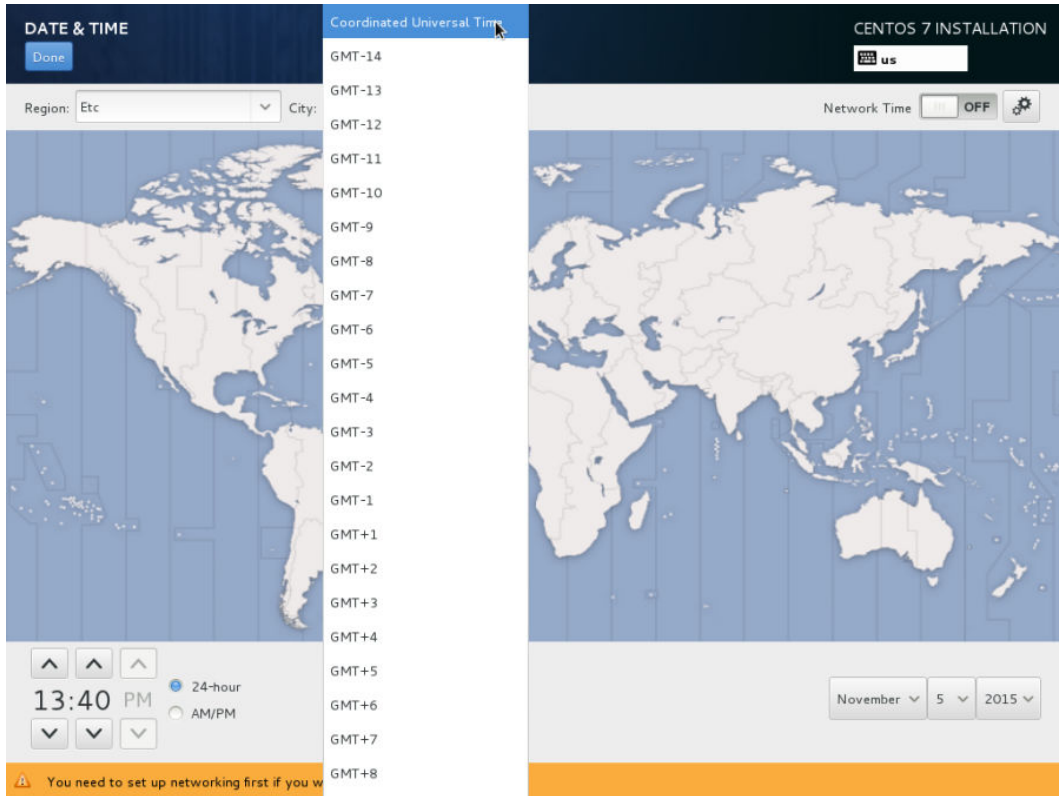 DATE & TIME
Done
CENTOS 7 INSTALLATION
us
Region: Etc City:
Network Time OFF
Coordinated Universal Time
GMT-14
GMT-13
GMT-12
GMT-11
GMT-10
GMT-9
GMT-8
GMT-7
GMT-6
GMT-5
GMT-4
GMT-3
GMT-2
GMT-1
GMT+1
GMT+2
GMT+3
GMT+4
GMT+5
GMT+6
GMT+7
GMT+8
13:40 PM
24-hour
AM/PM
November 5 2015
You need to set up networking first if you w